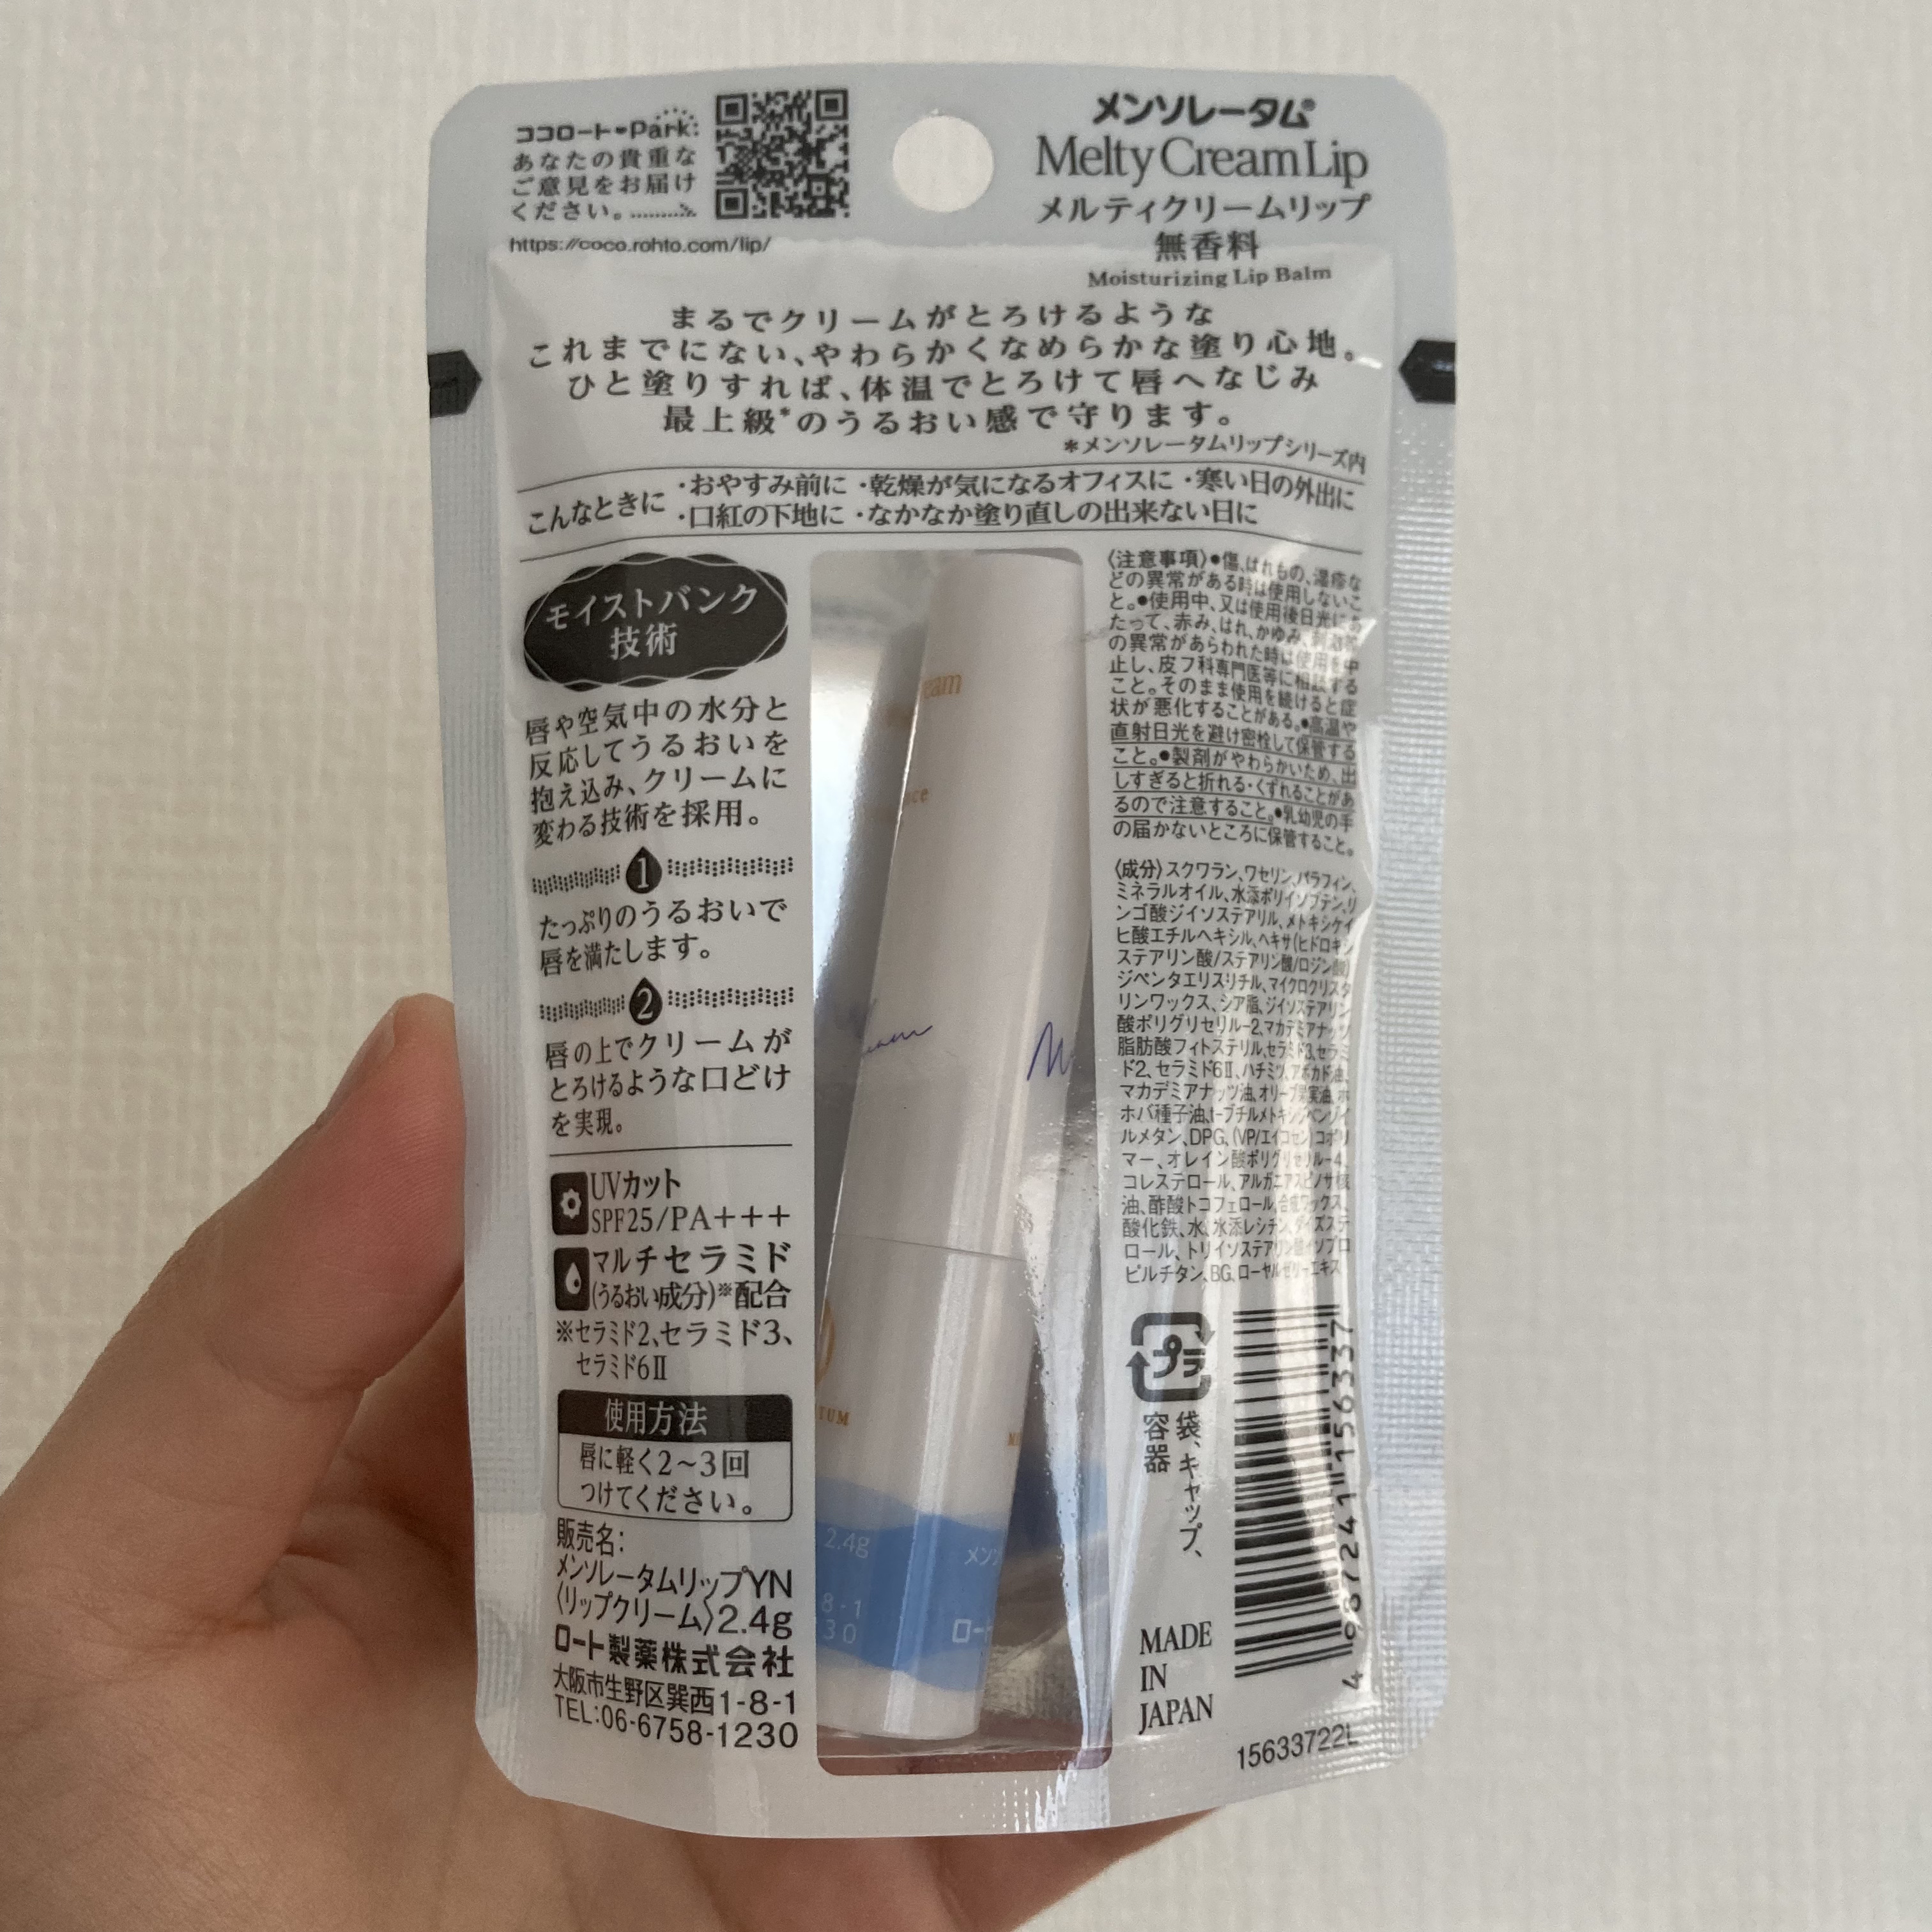 ココロートPark:
あなたの貴重な
ご意見をお届け
ください。
https://coco.rohto.com/lip/
メンソレータム®
Melty Cream Lip
メルティクリームリップ
無香料
Moisturizing Lip Balm
まるでクリームがとろけるような
これまでにない、やわらかくなめらかな塗り心地。
ひと塗りすれば、体温でとろけて唇へなじみ
最上級*のうるおい感で守ります。
*メンソレータムリップシリーズ内
こんなときに
・おやすみ前に・乾燥が気になるオフィスに・寒い日の外出に
・口紅の下地に・なかなか塗り直しの出来ない日に
モイストバンク
技術
唇や空気中の水分と
反応してうるおいを
抱え込み、クリームに
変わる技術を採用。
1
たっぷりのうるおいで
唇を満たします。
2
唇の上でクリームが
とろけるような口どけ
を実現。
UVカット
SPF25/PA+++
マルチセラミド
(うるおい成分)※配合
※セラミド2、セラミド3、
セラミド6Ⅱ
使用方法
唇に軽く2～3回
つけてください。
販売名:
メンソレータムリップYN
〈リップクリーム〉2.4g
ロート製薬株式会社
大阪市生野区巽西1-8-1
TEL:06-6758-1230
eam
ce
eam
M
TUM
2.4g
メンソ
8-1
30
ロー
〈注意事項〉●傷、はれもの、湿疹な
どの異常がある時は使用しないこ
と。●使用中、又は使用後日光にあ
たって、赤み、はれ、かゆみ、刺激等
の異常があらわれた時は使用を中
止し、皮フ科専門医等に相談する
こと。そのまま使用を続けると症
状が悪化することがある。●高温や
直射日光を避け密栓して保管する
こと。●製剤がやわらかいため、出
しすぎると折れる・くずれることがあ
るので注意すること。●乳幼児の手
の届かないところに保管すること。
〈成分〉スクワラン、ワセリン、パラフィン、
ミネラルオイル、水添ポリイソブテン、リ
ンゴ酸ジイソステアリル、メトキシケイ
ヒ酸エチルヘキシル、ヘキサ(ヒドロキシ
ステアリン酸/ステアリン酸/ロジン酸)
ジペンタエリスリチル、マイクロクリスタ
リンワックス、シア脂、ジイソステアリン
酸ポリグリセリル-2、マカデミアナッツ
脂肪酸フィトステリル、セラミド3、セラミ
ド2、セラミド6Ⅱ、ハチミツ、アボカド油、
マカデミアナッツ油、オリーブ果実油、ホ
ホバ種子油、t-ブチルメトキシジベンゾイ
ルメタン、DPG、(VP/エイコセン)コポリ
マー、オレイン酸ポリグリセリル-4、
コレステロール、アルガニアスピノサ核
油、酢酸トコフェロール、合成ワックス、
酸化鉄、水、水添レシチン、ダイズステ
ロール、トリイソステアリン酸イソプロ
ピルチタン、BG、ローヤルゼリーエキス
プラ
袋、キャップ、
容器
MADE
IN
JAPAN
4 987241 156337
15633722L